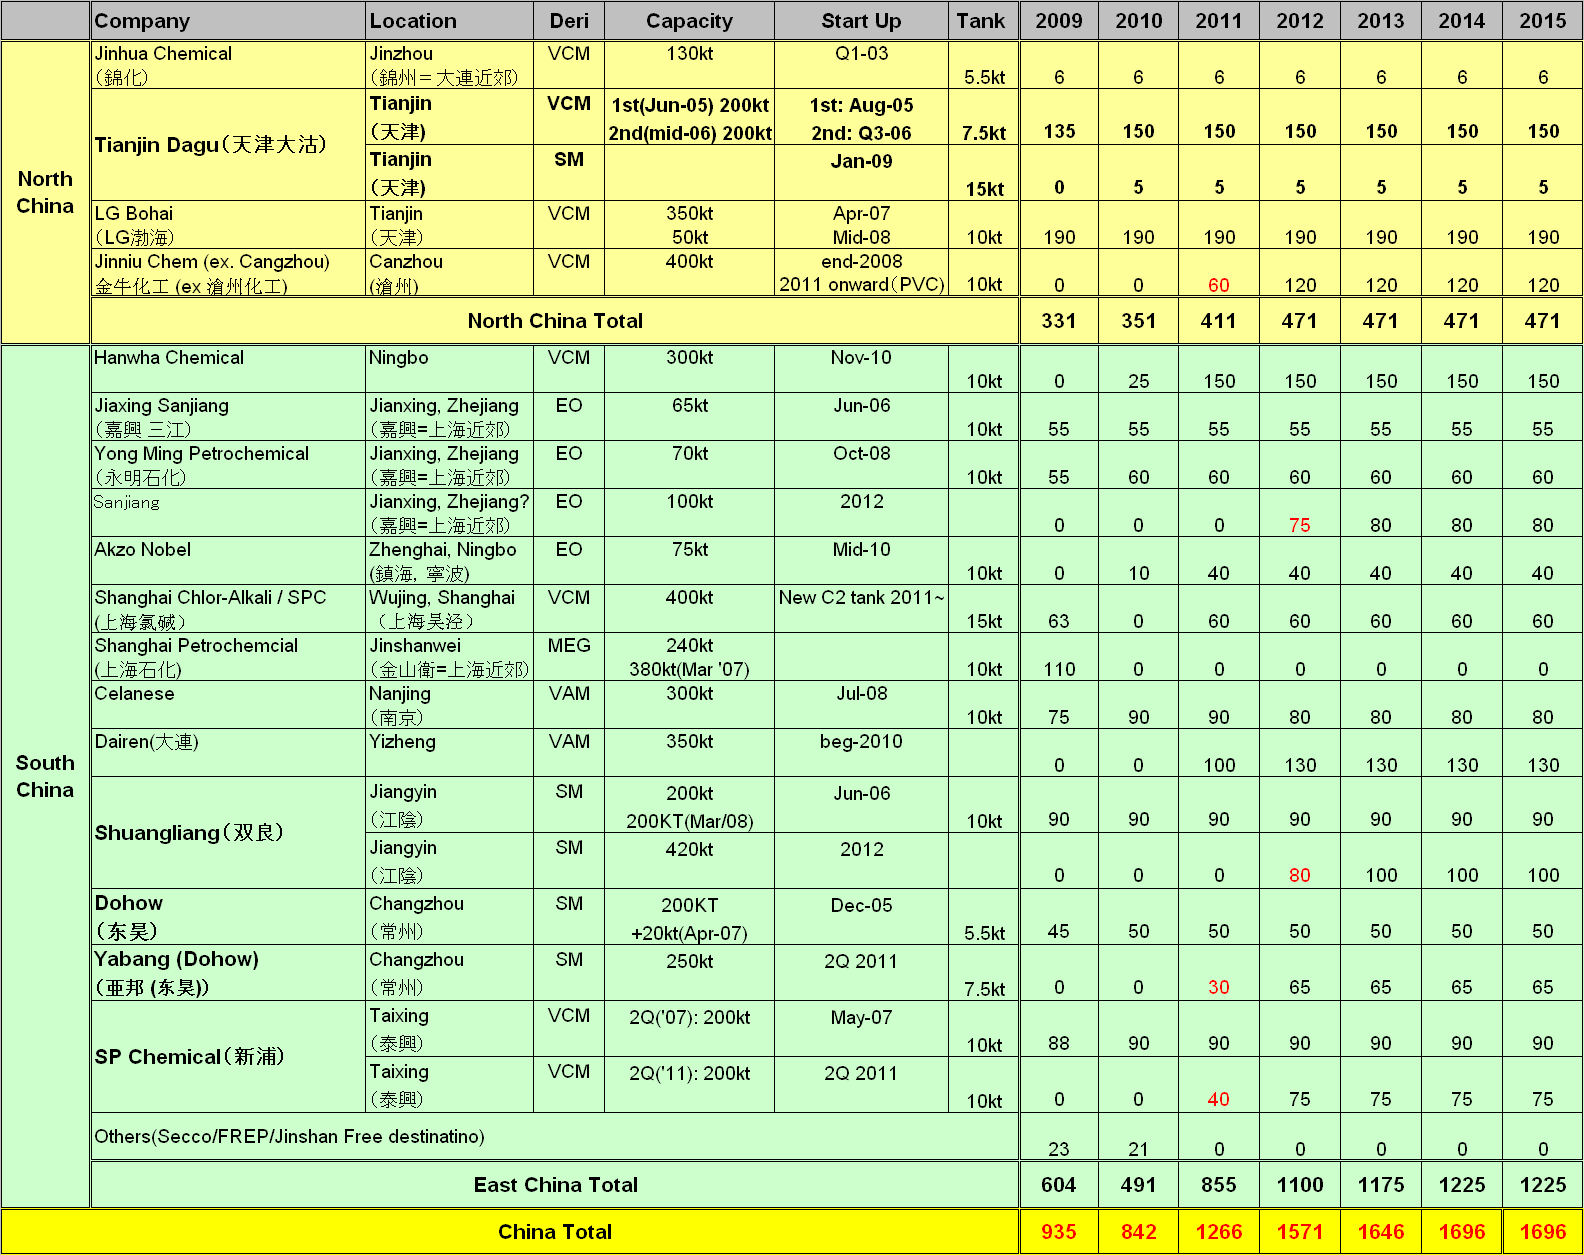 Company Location Deri Capacity Start Up Tank 2009 2010 2011 2012 2013 2014 2015
North China
Jinhua Chemical Jinzhou VCM 130kt Q1-03
（錦化） （錦州＝大連近郊） 5.5kt 6 6 6 6 6 6 6
Tianjin Dagu（天津大沽）
Tianjin VCM 1st(Jun-05) 200kt 1st: Aug-05
（天津） 2nd(mid-06) 200kt 2nd: Q3-06 7.5kt 135 150 150 150 150 150 150
Tianjin SM Jan-09
（天津） 15kt 0 5 5 5 5 5 5
LG Bohai Tianjin VCM 350kt Apr-07
（LG渤海） （天津） 50kt Mid-08 10kt 190 190 190 190 190 190 190
Jinniu Chem (ex. Cangzhou) Canzhou VCM 400kt end-2008
金牛化工 (ex 滄州化工) (滄州) 2011 onward（PVC) 10kt 0 0 60 120 120 120 120
North China Total 331 351 411 471 471 471 471
South China
Hanwha Chemical Ningbo VCM 300kt Nov-10
10kt 0 25 150 150 150 150 150
Jiaxing Sanjiang Jianxing, Zhejiang EO 65kt Jun-06
（嘉興 三江） （嘉興=上海近郊） 10kt 55 55 55 55 55 55 55
Yong Ming Petrochemical Jianxing, Zhejiang EO 70kt Oct-08
（永明石化） （嘉興=上海近郊） 10kt 55 60 60 60 60 60 60
Sanjiang Jianxing, Zhejiang? EO 100kt 2012
（嘉興=上海近郊） 0 0 0 75 80 80 80
Akzo Nobel Zhenghai, Ningbo EO 75kt Mid-10
(鎮海, 寧波) 10kt 0 10 40 40 40 40 40
Shanghai Chlor-Alkali / SPC Wujing, Shanghai VCM 400kt New C2 tank 2011~
(上海氯碱） （上海吴泾） 15kt 63 0 60 60 60 60 60
Shanghai Petrochemcial Jinshanwei MEG 240kt
(上海石化) （金山衛=上海近郊） 380kt(Mar '07) 10kt 110 0 0 0 0 0 0
Celanese Nanjing VAM 300kt Jul-08
（南京） 10kt 75 90 90 80 80 80 80
Dairen(大連) Yizheng VAM 350kt beg-2010
0 0 100 130 130 130 130
Shuangliang（双良）
Jiangyin SM 200kt Jun-06
（江陰） 200KT(Mar/08) 10kt 90 90 90 90 90 90 90
Jiangyin SM 420kt 2012
（江陰） 0 0 0 80 100 100 100
Dohow Changzhou SM 200KT Dec-05
（东昊） （常州） +20kt(Apr-07) 5.5kt 45 50 50 50 50 50 50
Yabang (Dohow) Changzhou SM 250kt 2Q 2011
（亜邦 (东昊)） （常州） 7.5kt 0 0 30 65 65 65 65
SP Chemical（新浦）
Taixing VCM 2Q('07): 200kt May-07
（泰興） 10kt 88 90 90 90 90 90 90
Taixing VCM 2Q('11): 200kt 2Q 2011
（泰興） 10kt 0 0 40 75 75 75 75
Others(Secco/FREP/Jinshan Free destinatino)
23 21 0 0 0 0 0
East China Total 604 491 855 1100 1175 1225 1225
China Total 935 842 1266 1571 1646 1696 1696